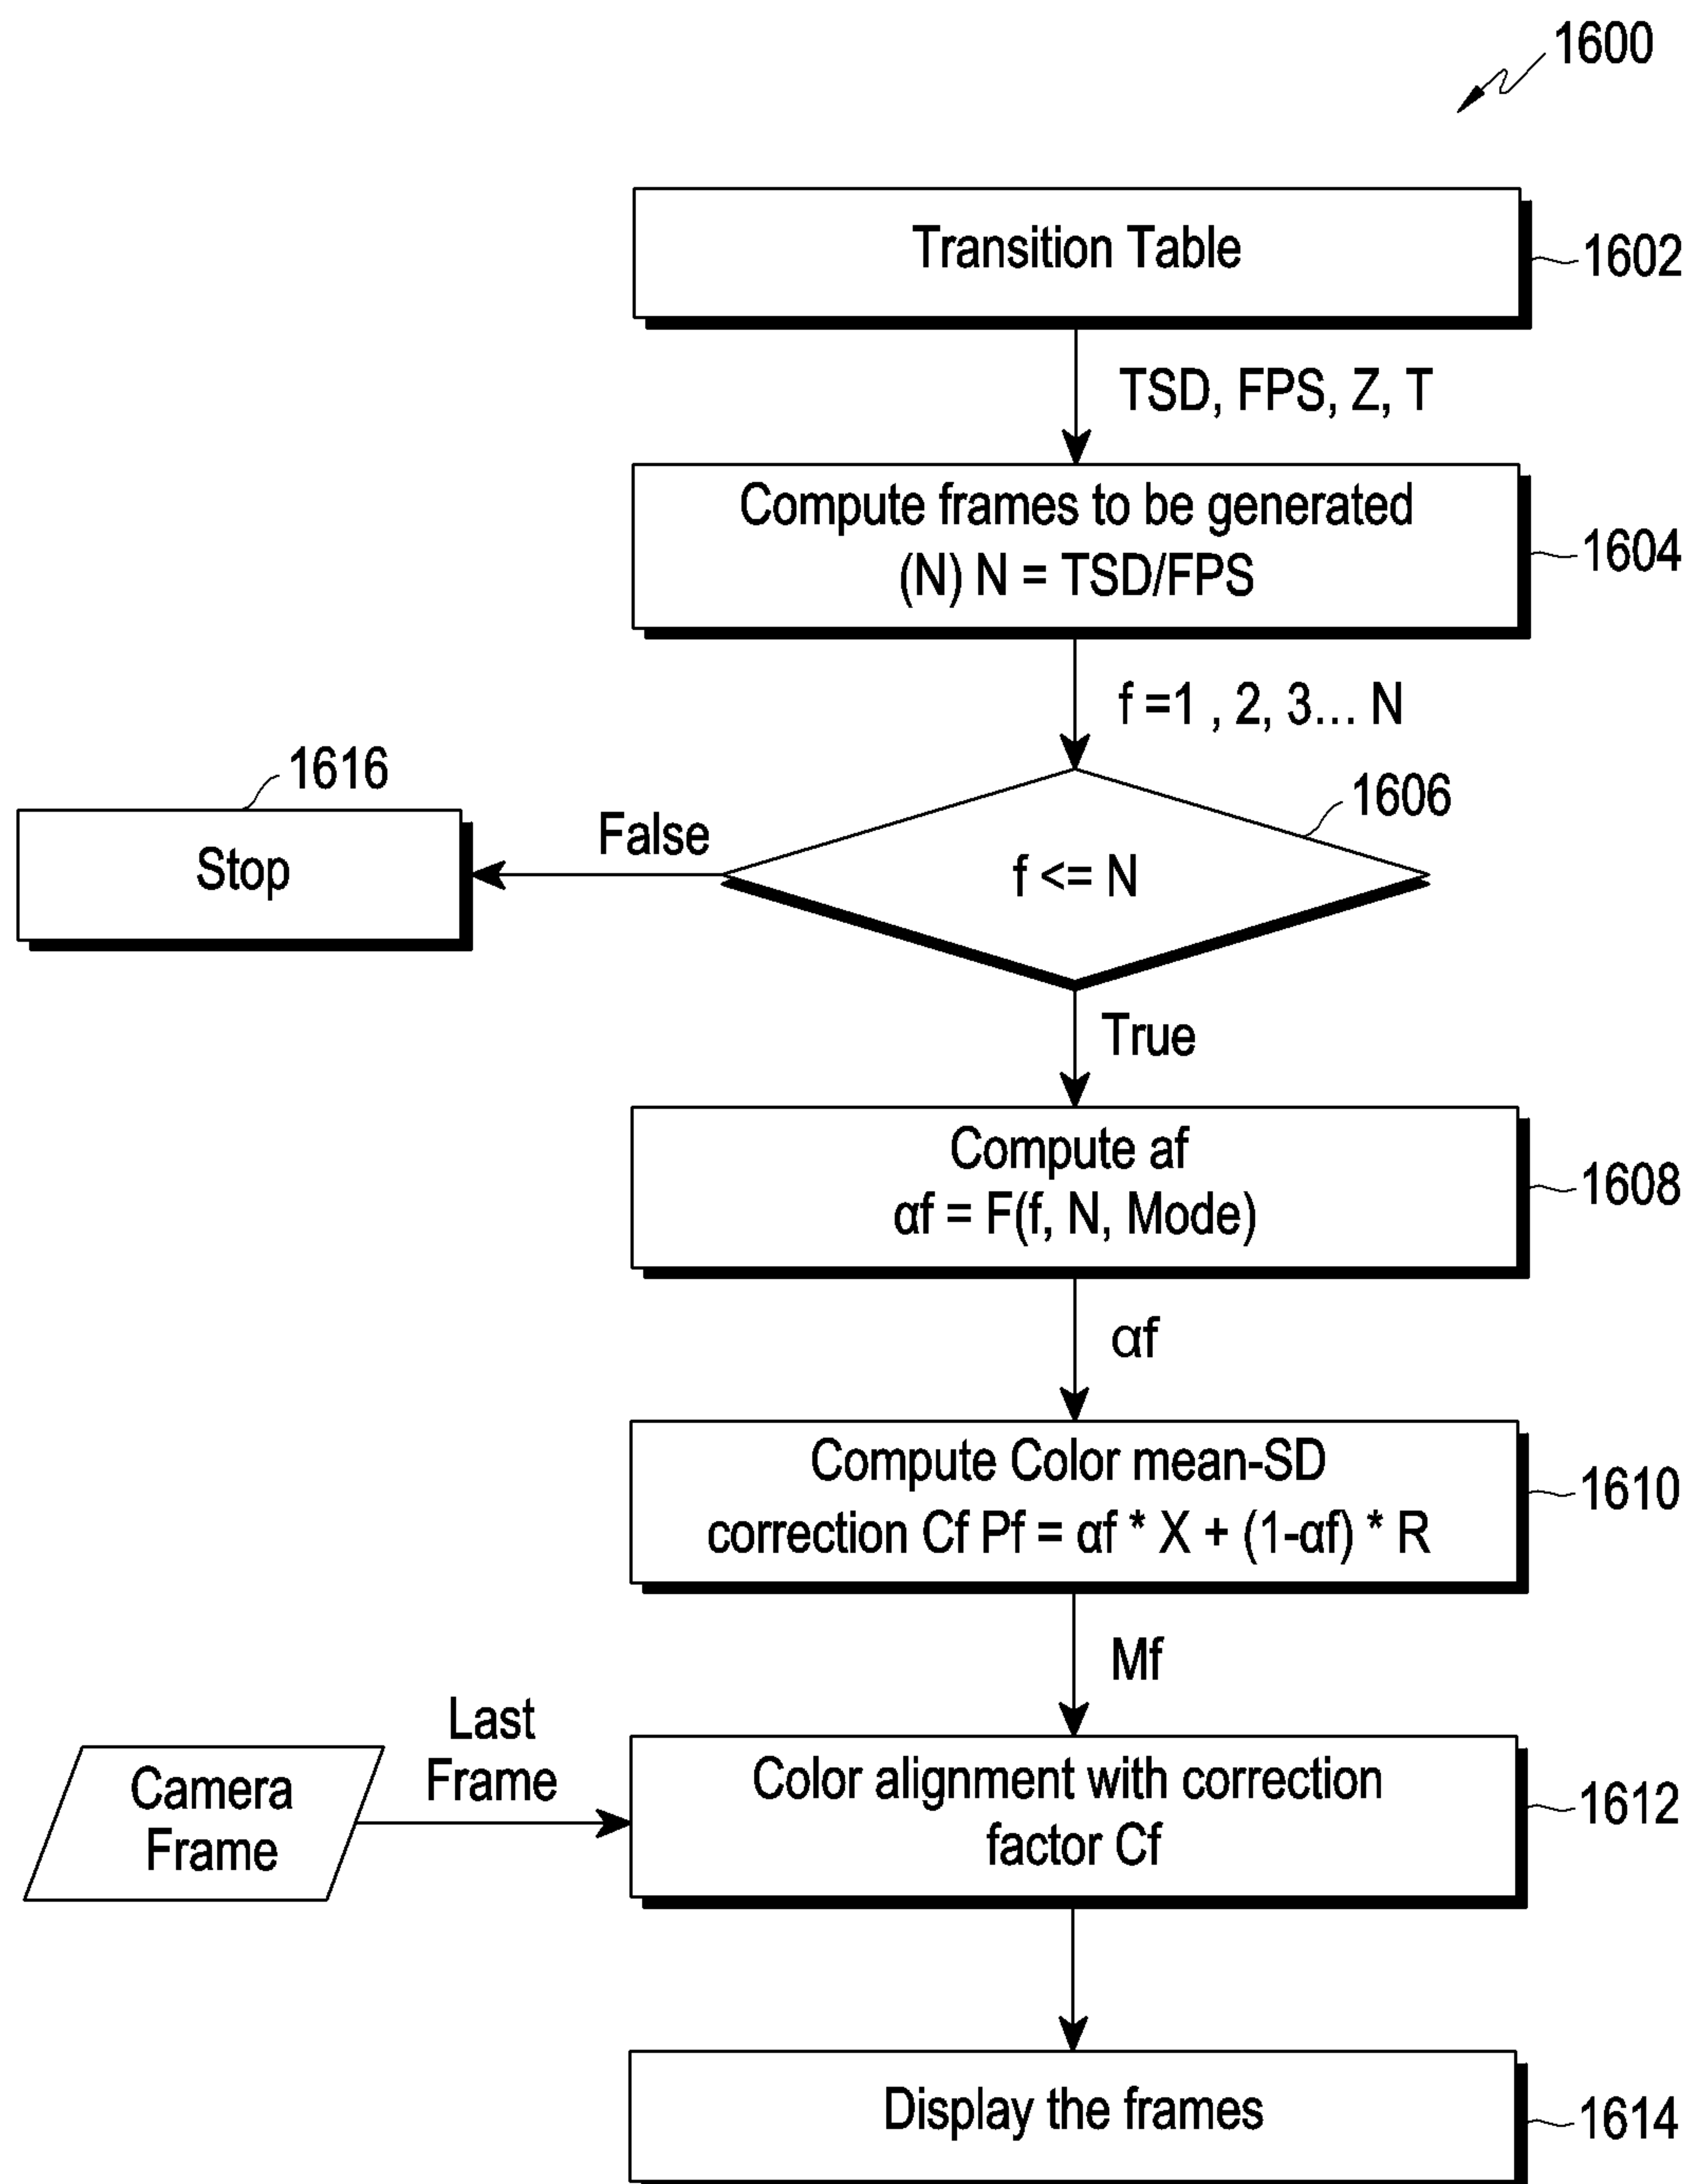 1600
Transition Table
1602
TSD, FPS, Z, T
Compute frames to be generated
(N) N = TSD/FPS
1604
f =1 , 2, 3... N
1616
Stop
False
1606
f <= N
True
Compute af
αf = F(f, N, Mode)
1608
αf
Compute Color mean-SD
correction Cf Pf = αf * X + (1-αf) * R
1610
Mf
Last
Frame
Camera
Frame
Color alignment with correction
factor Cf
1612
Display the frames
1614